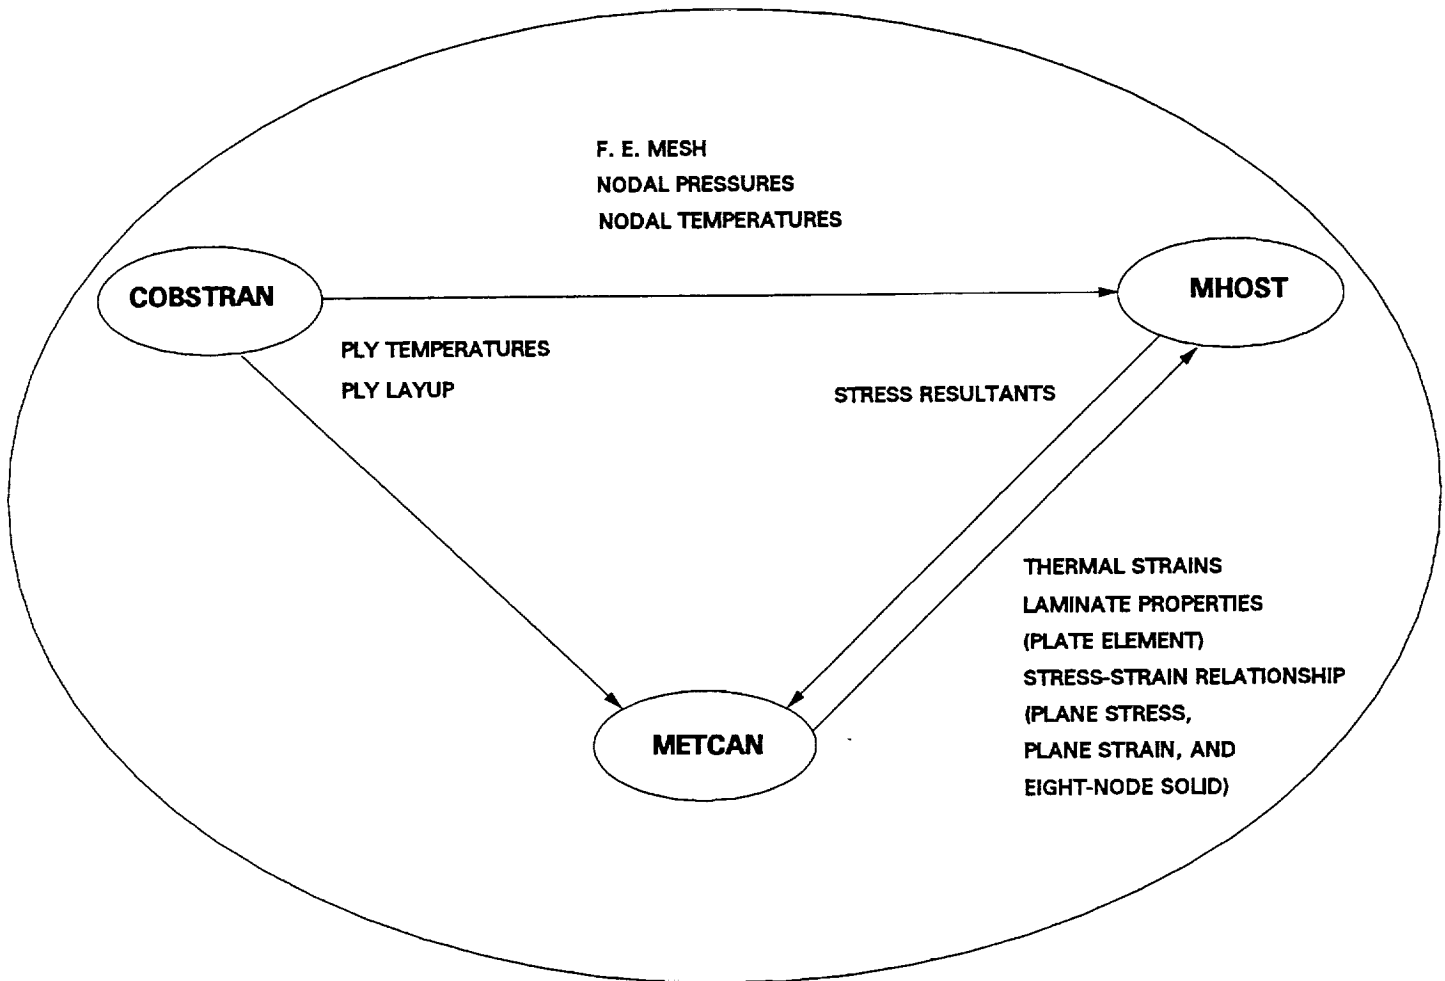 F. E. MESH
NODAL PRESSURES
NODAL TEMPERATURES
COBSTRAN
MHOST
PLY TEMPERATURES
PLY LAYUP
STRESS RESULTANTS
THERMAL STRAINS
LAMINATE PROPERTIES
(PLATE ELEMENT)
STRESS-STRAIN RELATIONSHIP
(PLANE STRESS,
PLANE STRAIN, AND
EIGHT-NODE SOLID)
METCAN